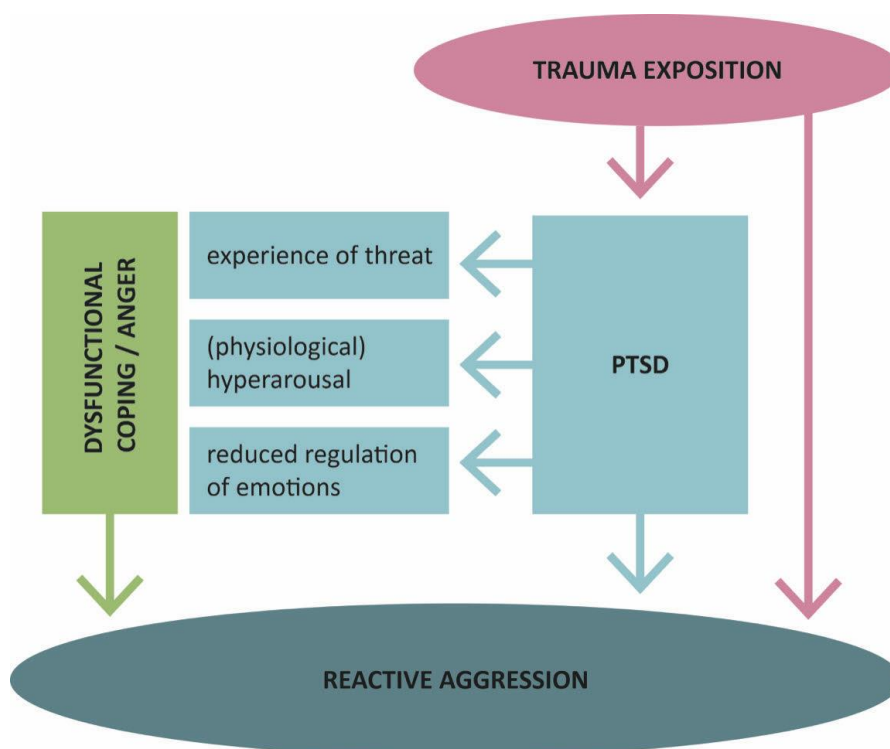 TRAUMA EXPOSITION
DYSFUNCTIONAL
COPING / ANGER
experience of threat
(physiological)
hyperarousal
reduced regulation
of emotions
PTSD
REACTIVE AGGRESSION